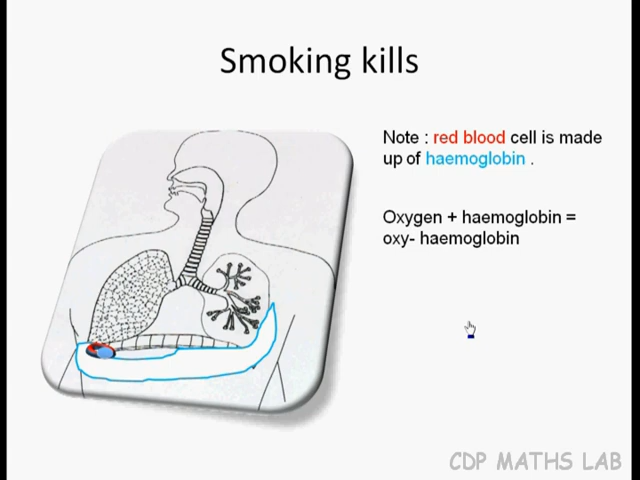 Smoking kills
Note : red blood cell is made
up of haemoglobin .
Oxygen + haemoglobin =
oxy- haemoglobin
CDP MATHS LAB